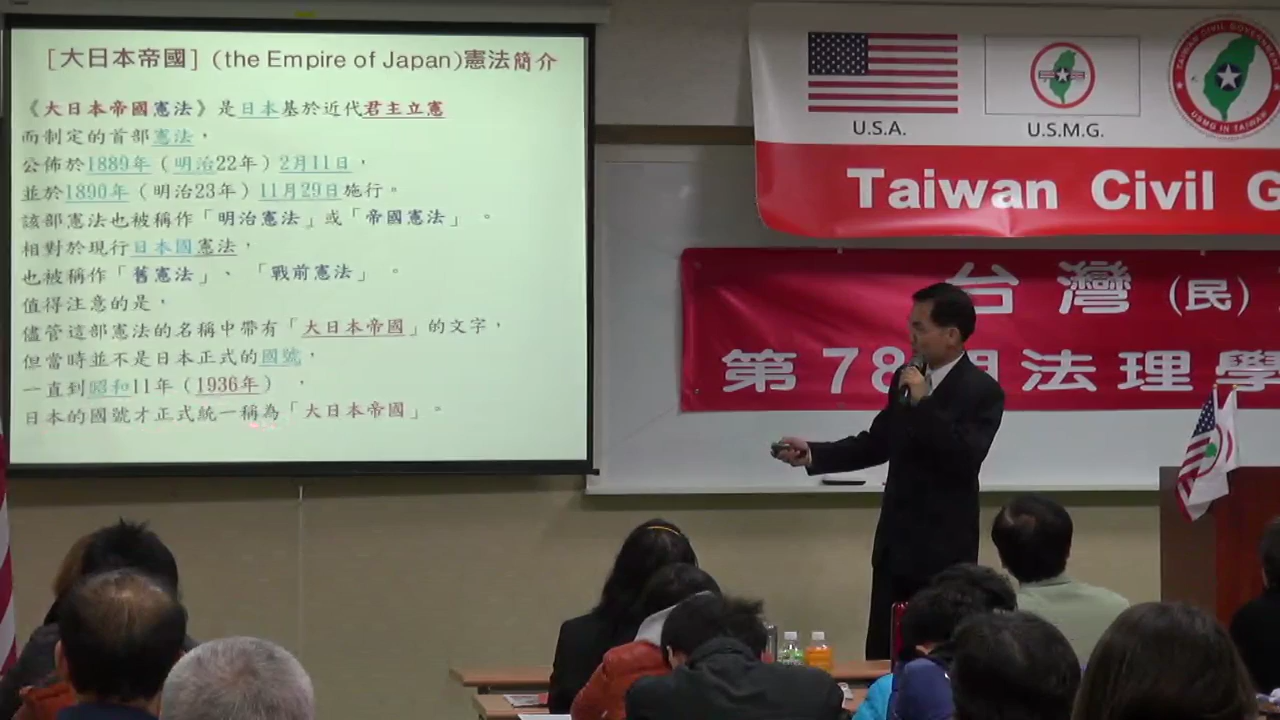 [大日本帝國] (the Empire of Japan)憲法簡介
《大日本帝國憲法》是日本基於近代君主立憲
而制定的首部憲法，
公佈於1889年（明治22年）2月11日，
並於1890年（明治23年）11月29日施行。
該部憲法也被稱作「明治憲法」或「帝國憲法」 。
相對於現行日本國憲法，
也被稱作「舊憲法」、「戰前憲法」 。
值得注意的是，
儘管這部憲法的名稱中帶有「大日本帝國」的文字，
但當時並不是日本正式的國號，
一直到昭和11年（1936年） ，
日本的國號才正式統一稱為「大日本帝國」。
U.S.A.
U.S.M.G.
TAIWAN CIVIL GOVERNMENT
USMG IN TAIWAN
Taiwan Civil G
台灣(民)
第78期法理學